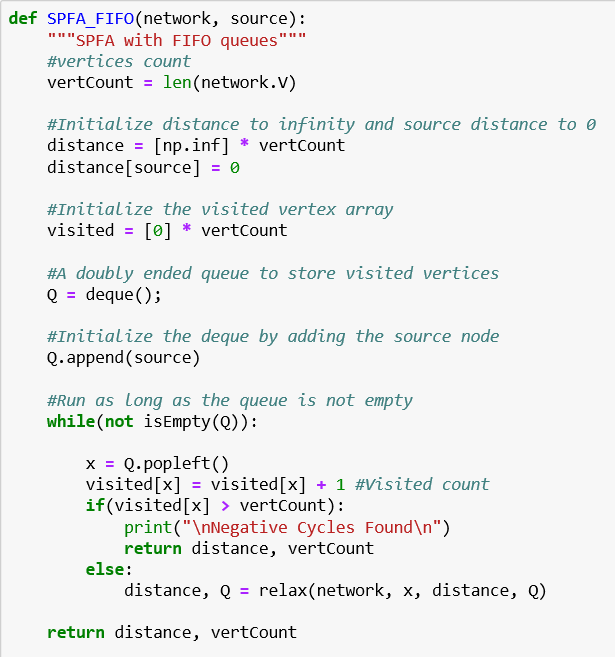 def SPFA_FIFO(network, source):
    """SPFA with FIFO queues"""
    #vertices count
    vertCount = len(network.V)

    #Initialize distance to infinity and source distance to 0
    distance = [np.inf] * vertCount
    distance[source] = 0

    #Initialize the visited vertex array
    visited = [0] * vertCount

    #A doubly ended queue to store visited vertices
    Q = deque();

    #Initialize the deque by adding the source node
    Q.append(source)

    #Run as long as the queue is not empty
    while(not isEmpty(Q)):

        x = Q.popleft()
        visited[x] = visited[x] + 1 #Visited count
        if(visited[x] > vertCount):
            print("\nNegative Cycles Found\n")
            return distance, vertCount
        else:
            distance, Q = relax(network, x, distance, Q)

    return distance, vertCount